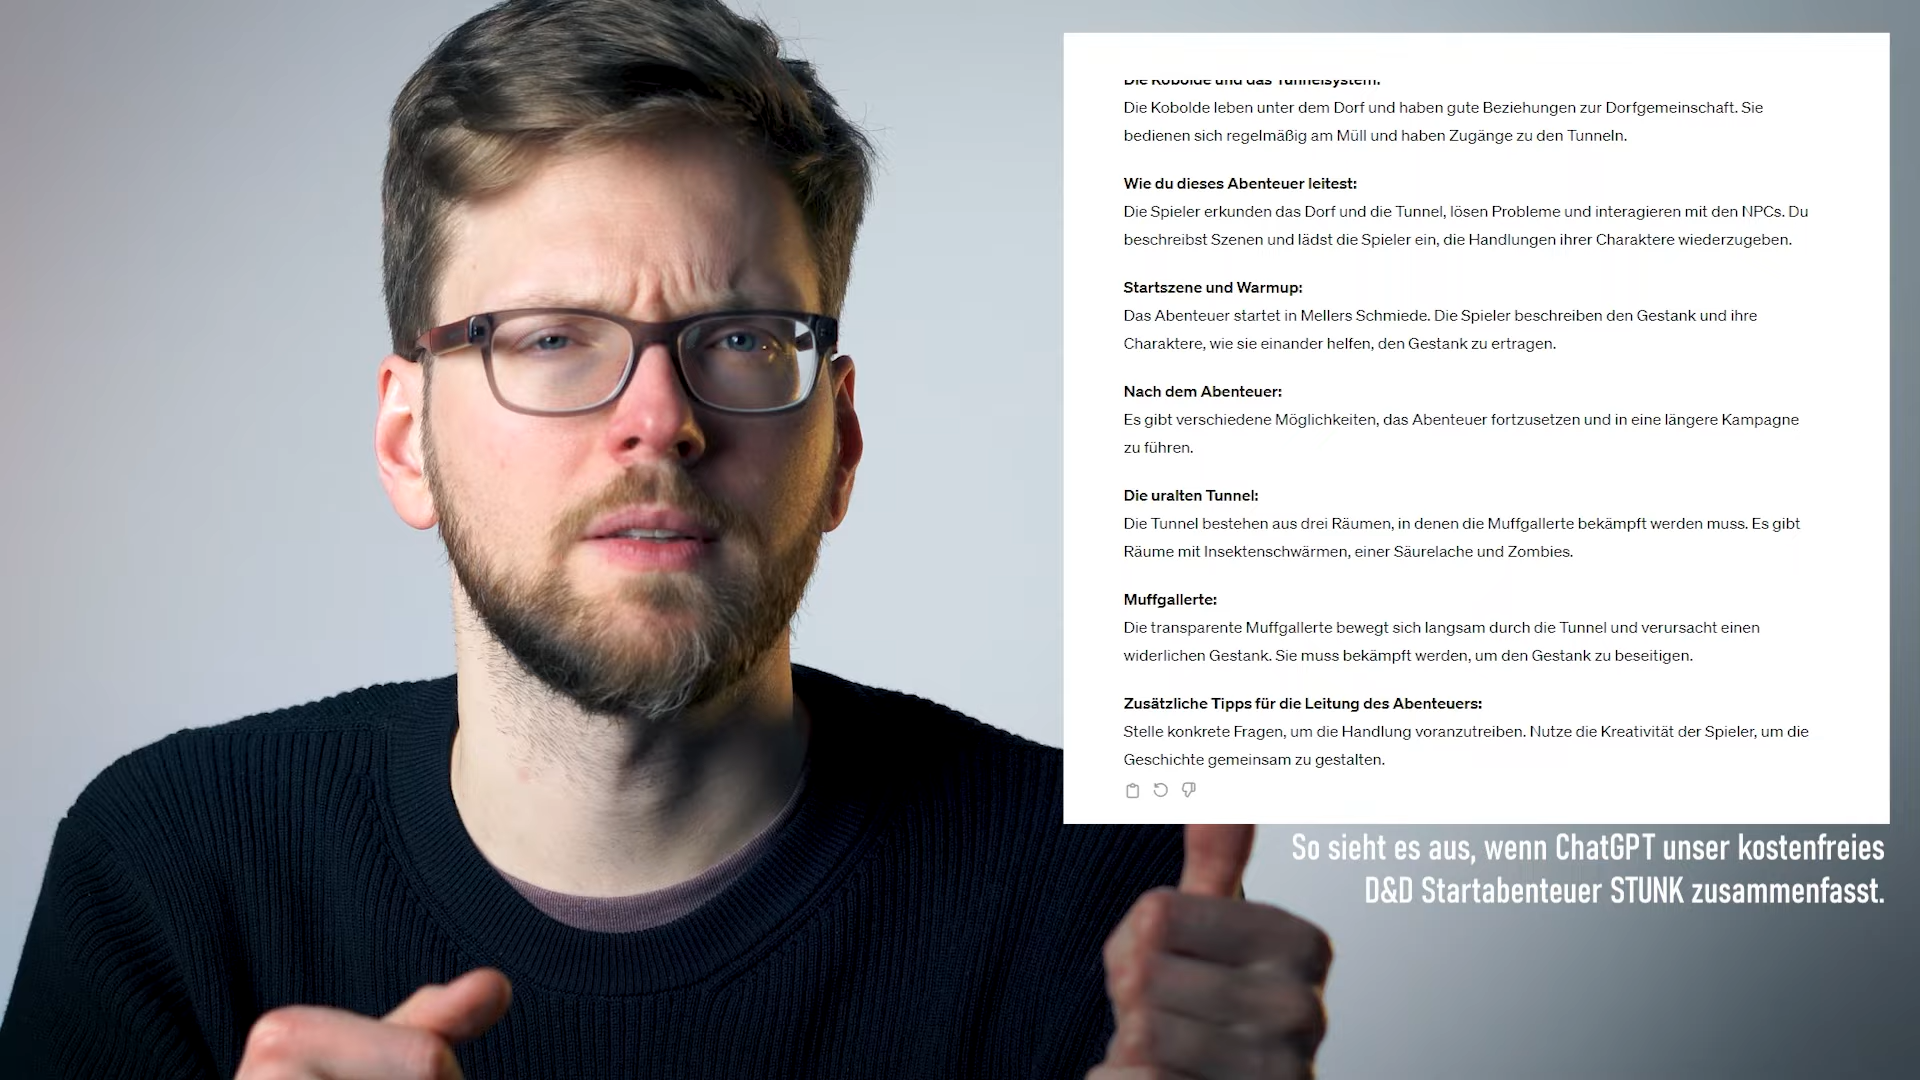 Die Kobolde und das Tunnelsystem:
Die Kobolde leben unter dem Dorf und haben gute Beziehungen zur Dorfgemeinschaft. Sie
bedienen sich regelmäßig am Müll und haben Zugänge zu den Tunneln.
Wie du dieses Abenteuer leitest:
Die Spieler erkunden das Dorf und die Tunnel, lösen Probleme und interagieren mit den NPCs. Du
beschreibst Szenen und lädst die Spieler ein, die Handlungen ihrer Charaktere wiederzugeben.
Startszene und Warmup:
Das Abenteuer startet in Mellers Schmiede. Die Spieler beschreiben den Gestank und ihre
Charaktere, wie sie einander helfen, den Gestank zu ertragen.
Nach dem Abenteuer:
Es gibt verschiedene Möglichkeiten, das Abenteuer fortzusetzen und in eine längere Kampagne
zu führen.
Die uralten Tunnel:
Die Tunnel bestehen aus drei Räumen, in denen die Muffgallerte bekämpft werden muss. Es gibt
Räume mit Insektenschwärmen, einer Säurelache und Zombies.
Muffgallerte:
Die transparente Muffgallerte bewegt sich langsam durch die Tunnel und verursacht einen
widerlichen Gestank. Sie muss bekämpft werden, um den Gestank zu beseitigen.
Zusätzliche Tipps für die Leitung des Abenteuers:
Stelle konkrete Fragen, um die Handlung voranzutreiben. Nutze die Kreativität der Spieler, um die
Geschichte gemeinsam zu gestalten.
So sieht es aus, wenn ChatGPT unser kostenfreies
D&D Startabenteuer STUNK zusammenfasst.